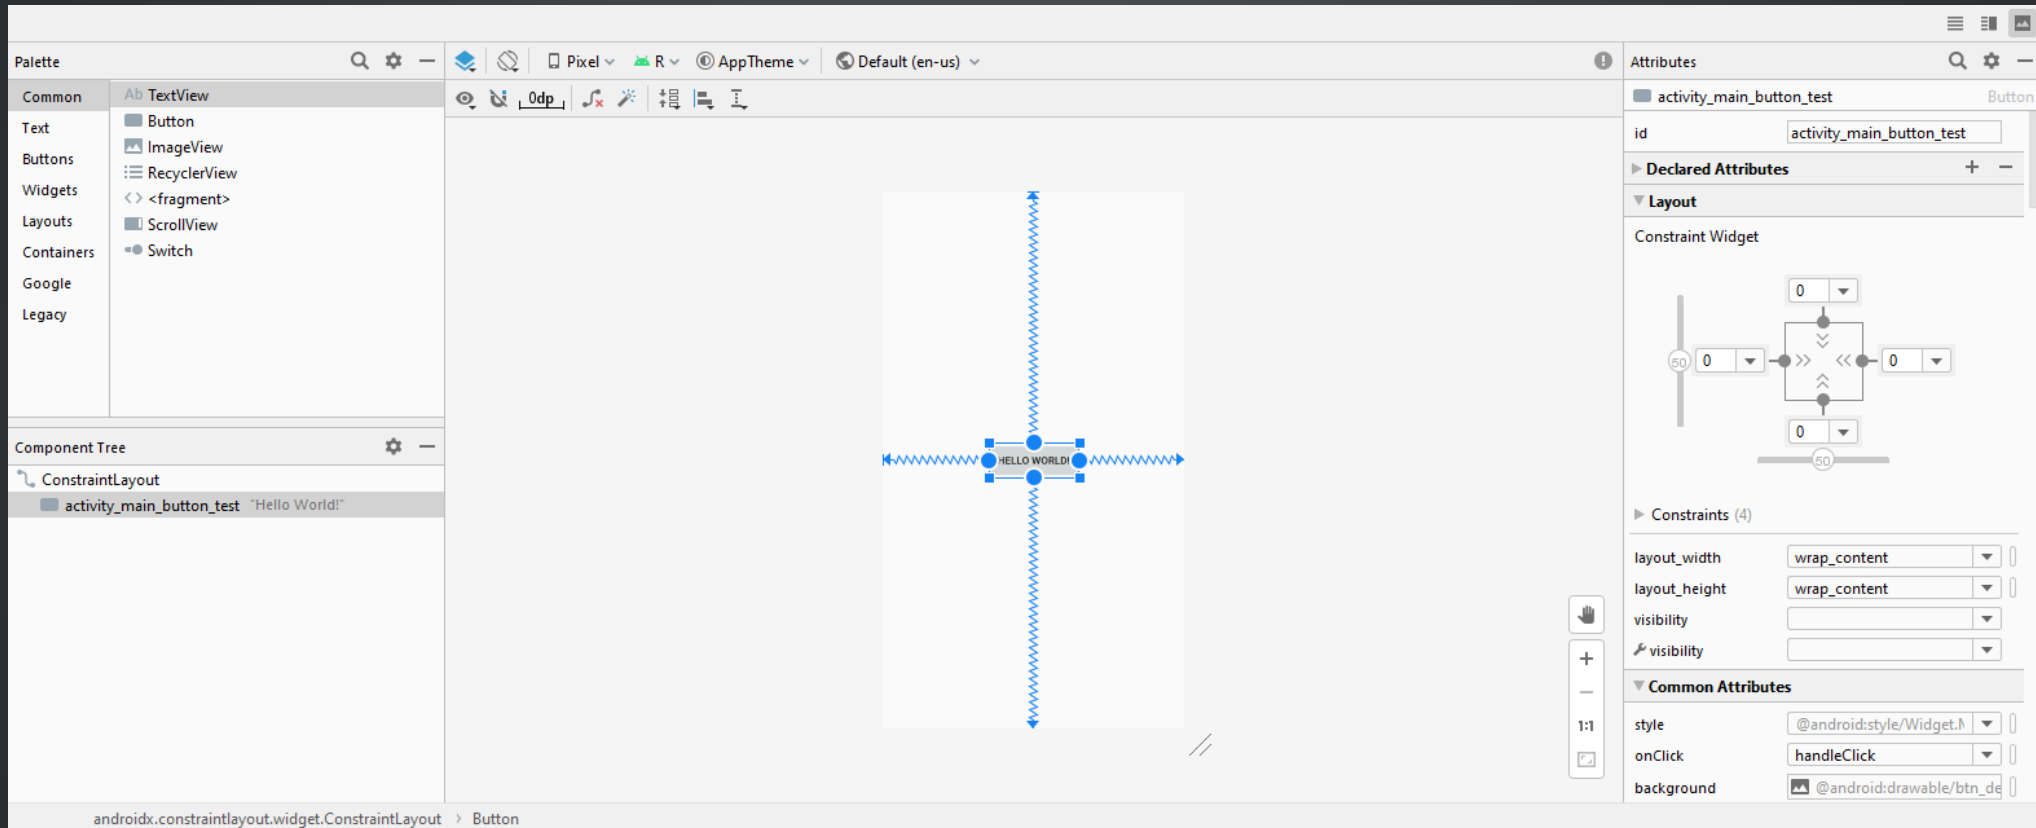 Palette
Common
Text
Buttons
Widgets
Layouts
Containers
Google
Legacy
Ab TextView
Button
ImageView
RecyclerView
<fragment>
ScrollView
Switch
Component Tree
ConstraintLayout
activity_main_button_test "Hello World!"
Pixel R AppTheme Default (en-us)
0dp
HELLO WORLD!
1:1
Attributes
activity_main_button_test Button
id activity_main_button_test
Declared Attributes
Layout
Constraint Widget
0
50 0 0
0
50
Constraints (4)
layout_width wrap_content
layout_height wrap_content
visibility
visibility
Common Attributes
style @android:style/Widget.M
onClick handleClick
background @android:drawable/btn_de
androidx.constraintlayout.widget.ConstraintLayout > Button